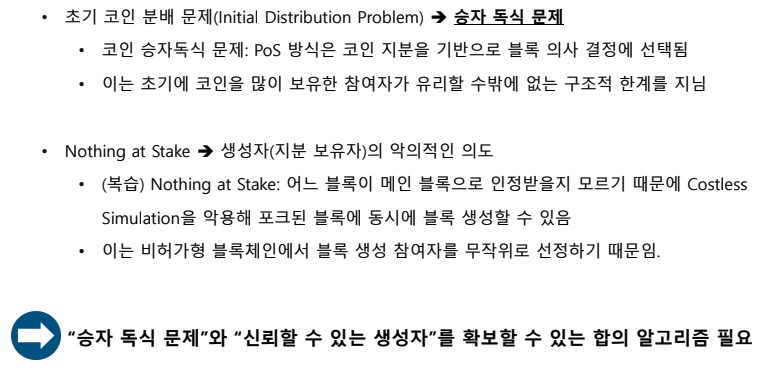 • 초기 코인 분배 문제(Initial Distribution Problem) ➔ 승자 독식 문제
• 코인 승자독식 문제: PoS 방식은 코인 지분을 기반으로 블록 의사 결정에 선택됨
• 이는 초기에 코인을 많이 보유한 참여자가 유리할 수밖에 없는 구조적 한계를 지님
• Nothing at Stake ➔ 생성자(지분 보유자)의 악의적인 의도
• (복습) Nothing at Stake: 어느 블록이 메인 블록으로 인정받을지 모르기 때문에 Costless
Simulation을 악용해 포크된 블록에 동시에 블록 생성할 수 있음
• 이는 비허가형 블록체인에서 블록 생성 참여자를 무작위로 선정하기 때문임.
“승자 독식 문제”와 “신뢰할 수 있는 생성자”를 확보할 수 있는 합의 알고리즘 필요